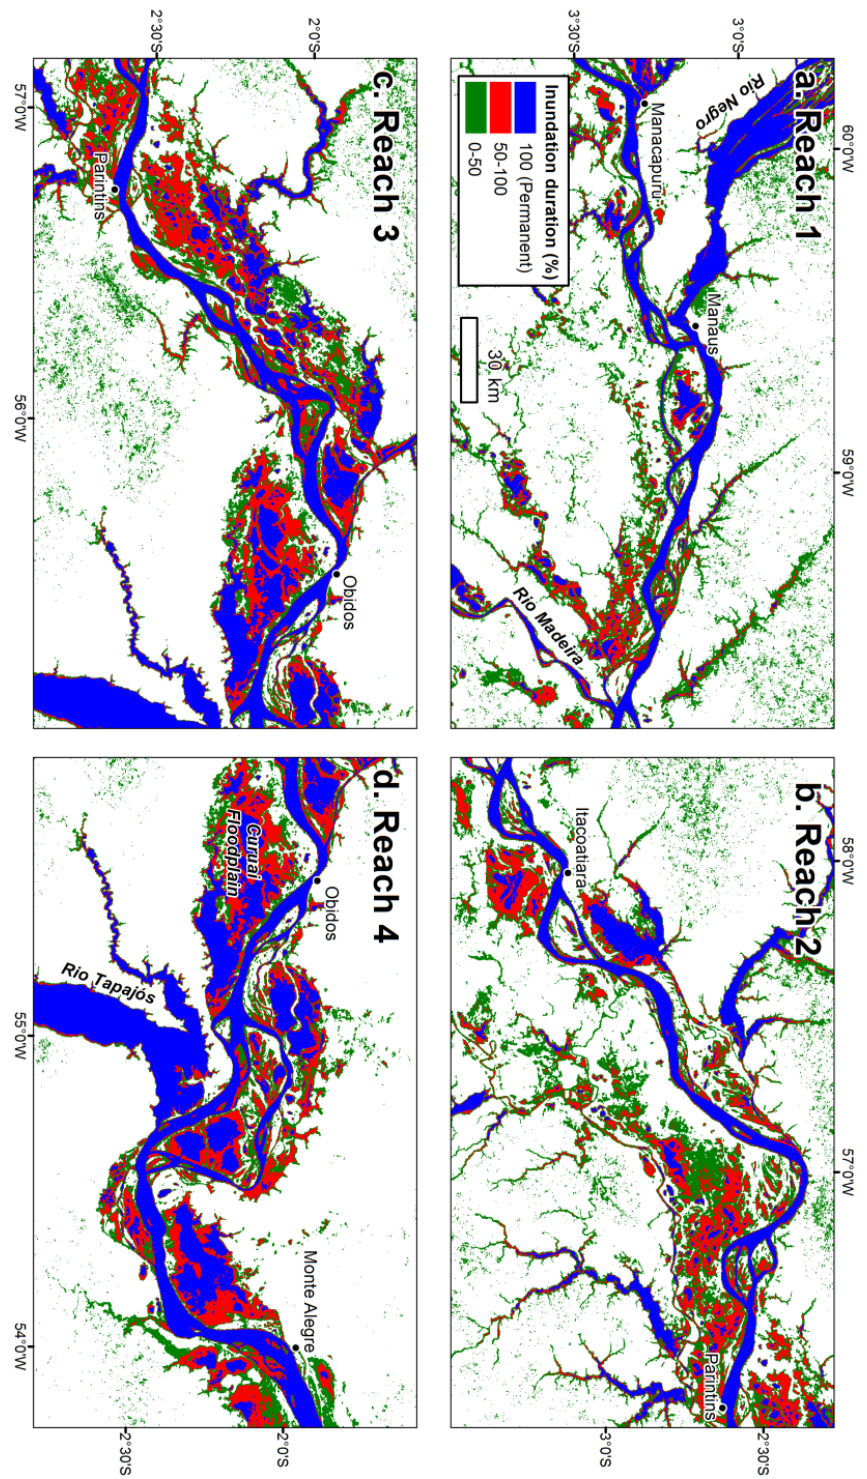 a. Reach 1
60°0'W
59°0'W
3°0'S
3°30'S
Rio Negro
Manacapuru
Manaus
Rio Madeira
Inundation duration (%)
100 (Permanent)
50-100
0-50
30 km
b. Reach 2
58°0'W
57°0'W
2°30'S
3°0'S
Itacoatiara
Parintins
c. Reach 3
2°0'S
2°30'S
57°0'W
56°0'W
Parintins
Obidos
d. Reach 4
Obidos
Curuai
Floodplain
Rio Tapajós
Monte Alegre
55°0'W
54°0'W
2°0'S
2°30'S